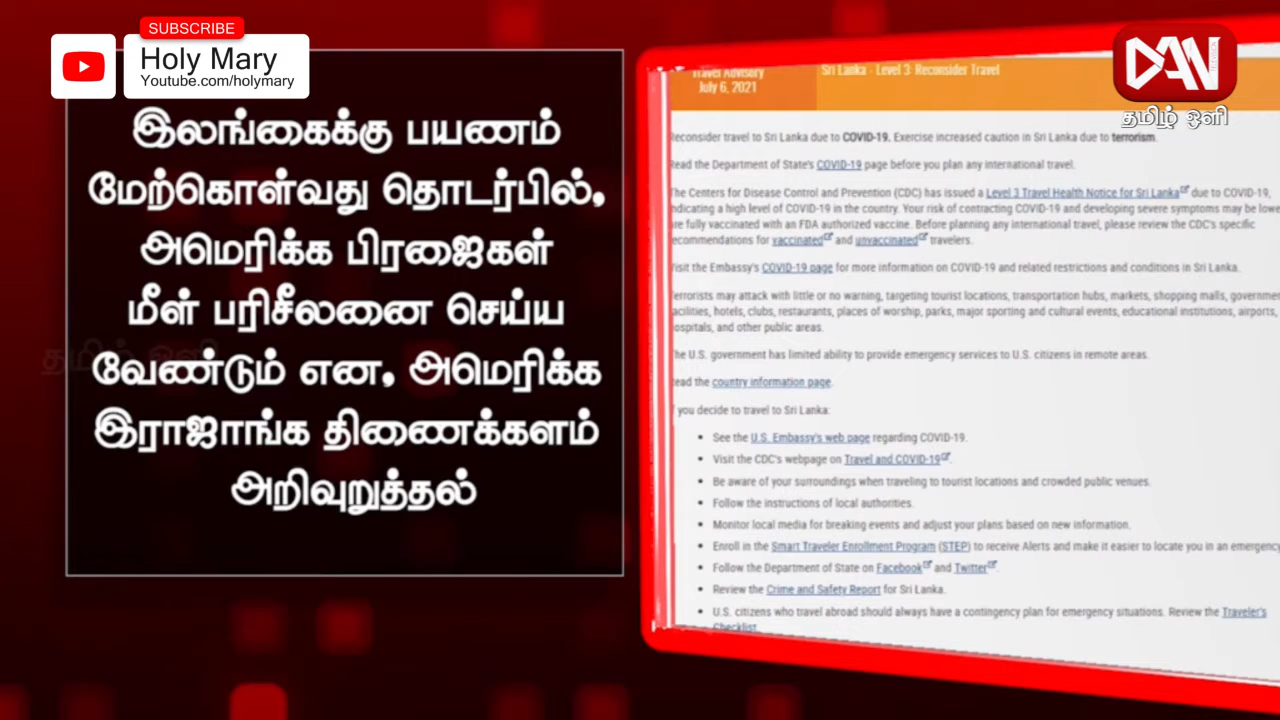 SUBSCRIBE
Holy Mary
Youtube.com/holymary
இலங்கைக்கு பயணம்
மேற்கொள்வது தொடர்பில்,
அமெரிக்க பிரஜைகள்
மீள் பரிசீலனை செய்ய
வேண்டும் என, அமெரிக்க
இராஜாங்க திணைக்களம்
அறிவுறுத்தல்
DAN
தமிழ் ஒளி
Travel Advisory
July 6, 2021
Sri Lanka - Level 3: Reconsider Travel
econsider travel to Sri Lanka due to COVID-19. Exercise increased caution in Sri Lanka due to terrorism.
ead the Department of State's COVID-19 page before you plan any international travel.
he Centers for Disease Control and Prevention (CDC) has issued a Level 3 Travel Health Notice for Sri Lanka due to COVID-19,
ndicating a high level of COVID-19 in the country. Your risk of contracting COVID-19 and developing severe symptoms may be lowe
re fully vaccinated with an FDA authorized vaccine. Before planning any international travel, please review the CDC's specific
ecommendations for vaccinated and unvaccinated travelers.
isit the Embassy's COVID-19 page for more information on COVID-19 and related restrictions and conditions in Sri Lanka.
errorists may attack with little or no warning, targeting tourist locations, transportation hubs, markets, shopping malls, governme
acilities, hotels, clubs, restaurants, places of worship, parks, major sporting and cultural events, educational institutions, airports,
ospitals, and other public areas.
he U.S. government has limited ability to provide emergency services to U.S. citizens in remote areas.
ead the country information page.
you decide to travel to Sri Lanka:
• See the U.S. Embassy's web page regarding COVID-19.
• Visit the CDC's webpage on Travel and COVID-19.
• Be aware of your surroundings when traveling to tourist locations and crowded public venues.
• Follow the instructions of local authorities.
• Monitor local media for breaking events and adjust your plans based on new information.
• Enroll in the Smart Traveler Enrollment Program (STEP) to receive Alerts and make it easier to locate you in an emergency
• Follow the Department of State on Facebook and Twitter.
• Review the Crime and Safety Report for Sri Lanka.
• U.S. citizens who travel abroad should always have a contingency plan for emergency situations. Review the Traveler's
Checklist.